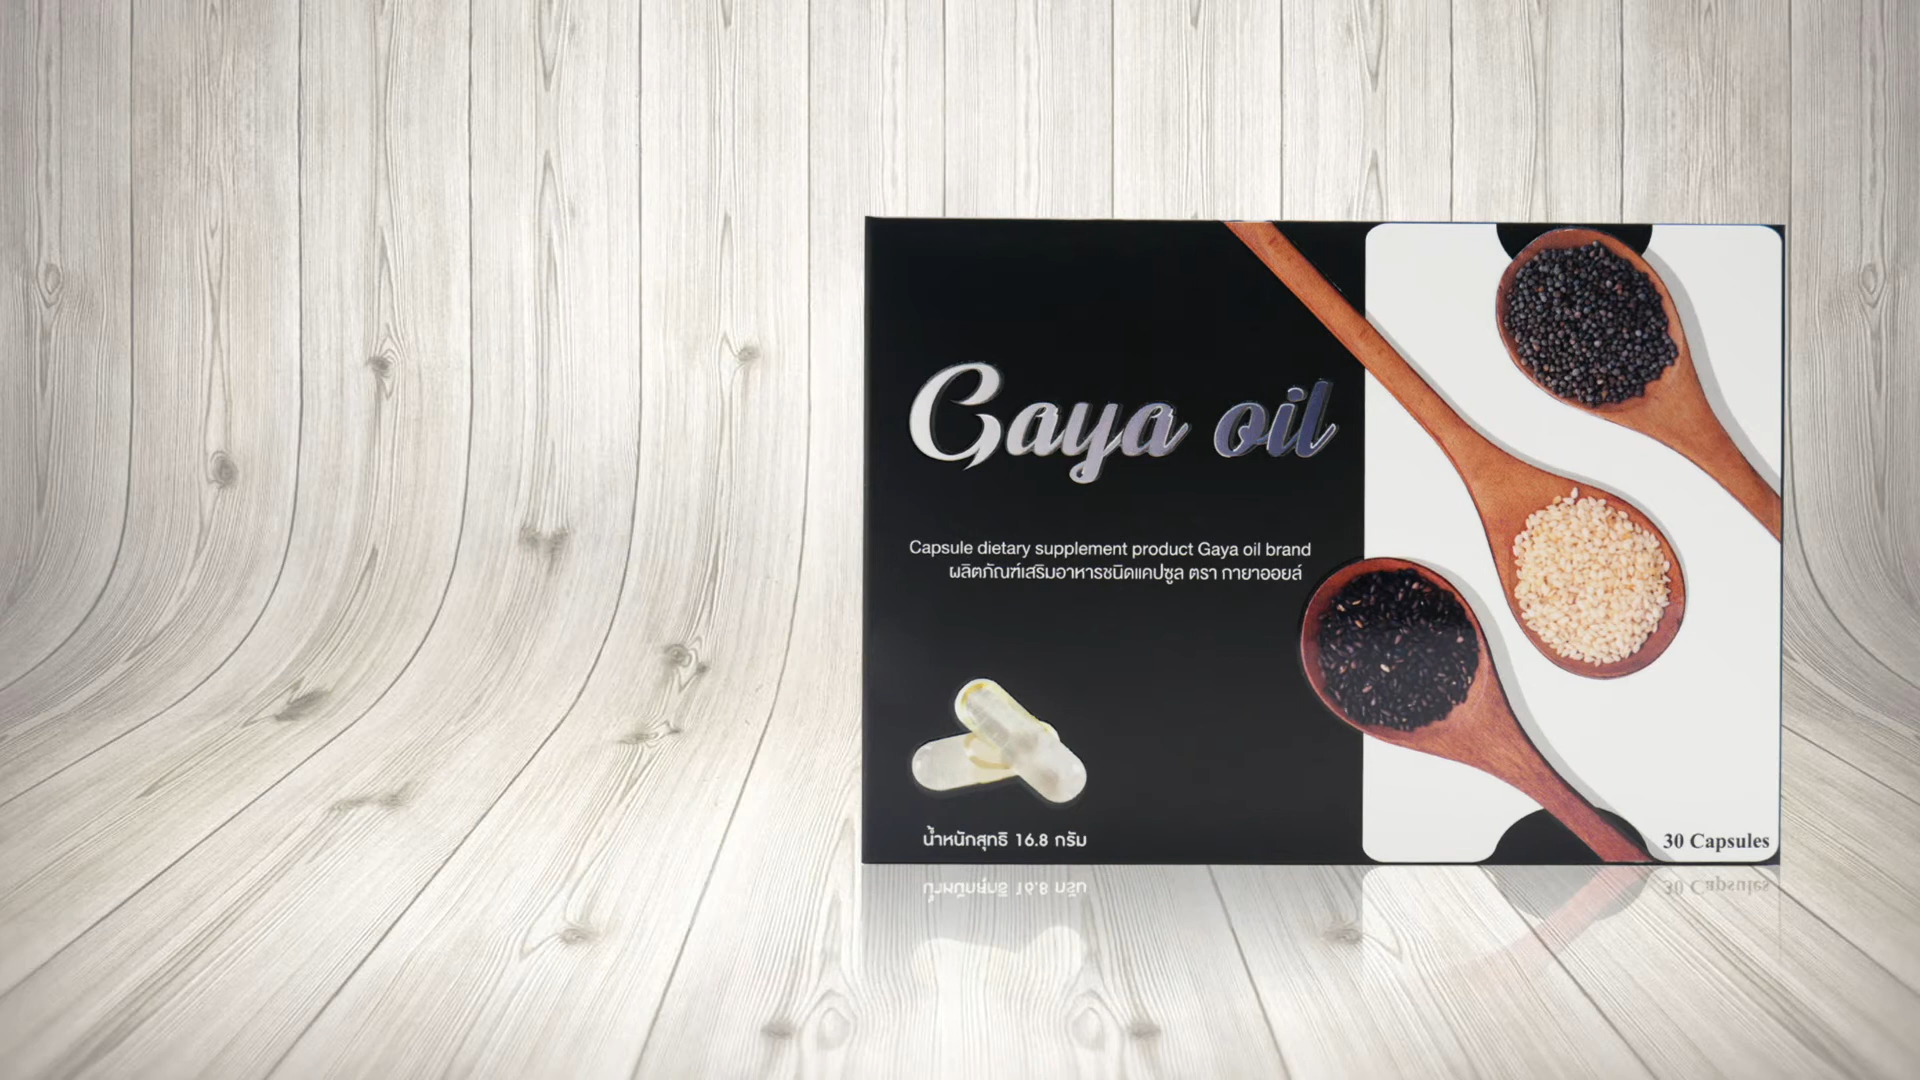 Gaya oil
Capsule dietary supplement product Gaya oil brand
ผลิตภัณฑ์เสริมอาหารชนิดแคปซูล ตรา กายาออยล์
น้ำหนักสุทธิ 16.8 กรัม
30 Capsules